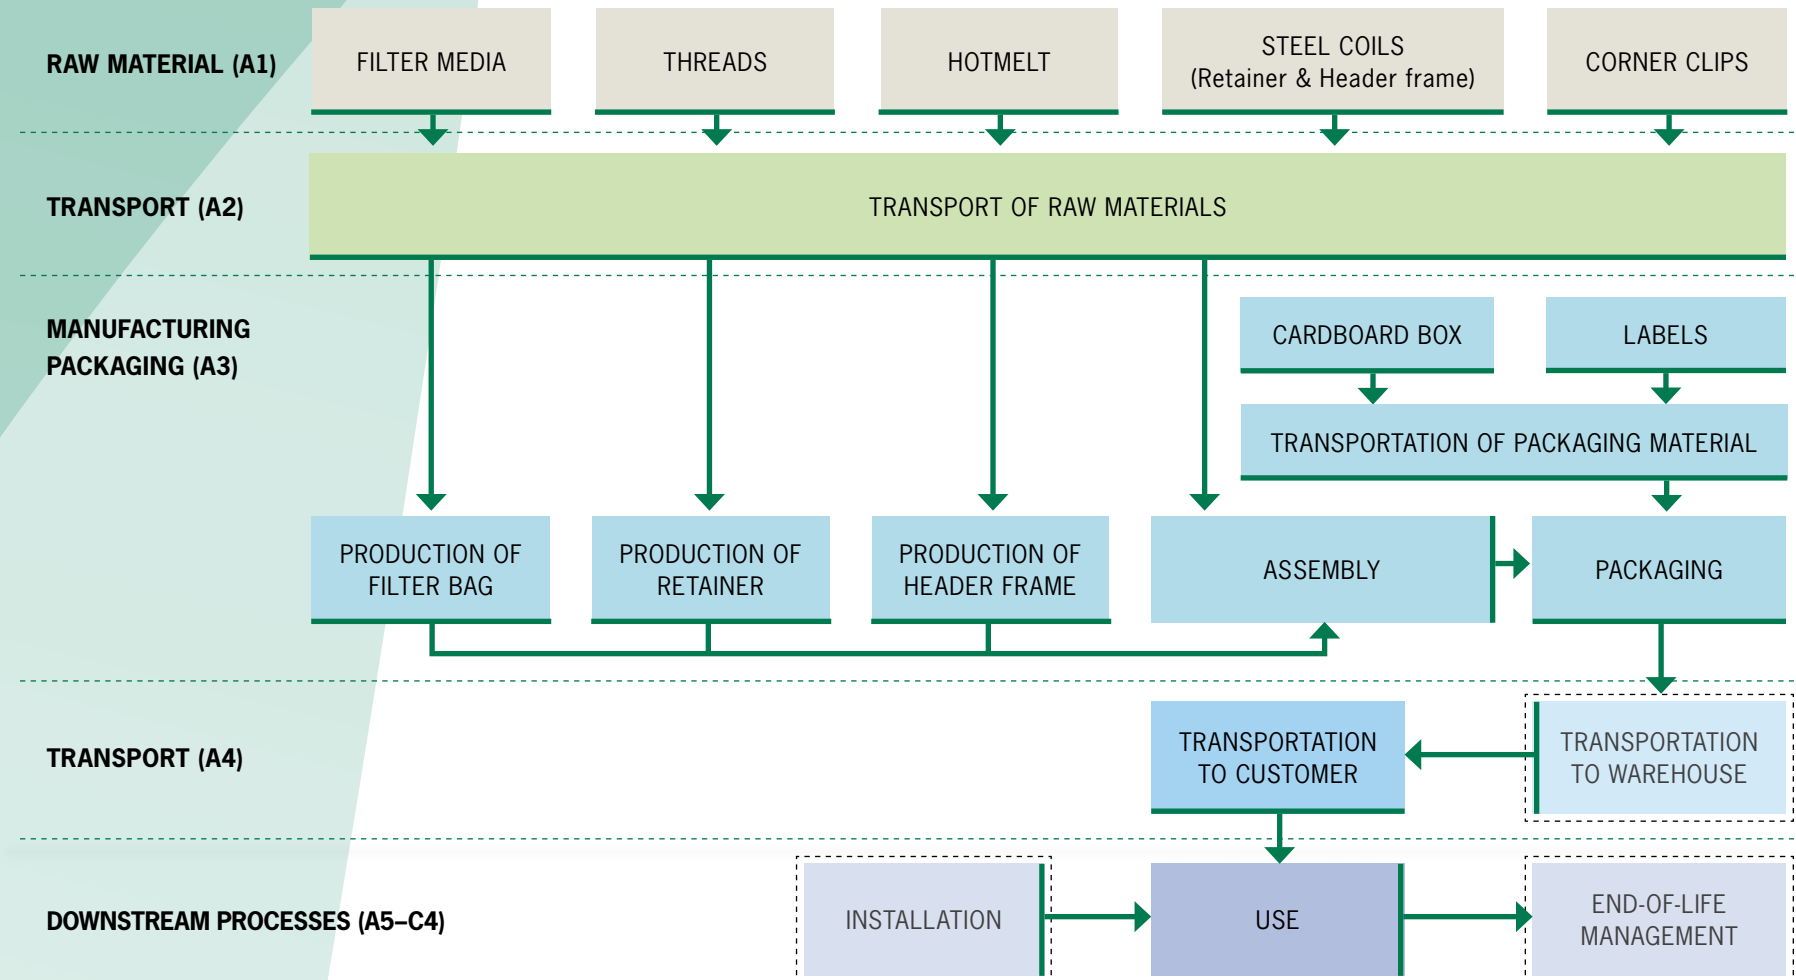 RAW MATERIAL (A1)
FILTER MEDIA
THREADS
HOTMELT
STEEL COILS
(Retainer & Header frame)
CORNER CLIPS
TRANSPORT (A2)
TRANSPORT OF RAW MATERIALS
MANUFACTURING
PACKAGING (A3)
CARDBOARD BOX
LABELS
TRANSPORTATION OF PACKAGING MATERIAL
PRODUCTION OF
FILTER BAG
PRODUCTION OF
RETAINER
PRODUCTION OF
HEADER FRAME
ASSEMBLY
PACKAGING
TRANSPORT (A4)
TRANSPORTATION
TO CUSTOMER
TRANSPORTATION
TO WAREHOUSE
DOWNSTREAM PROCESSES (A5–C4)
INSTALLATION
USE
END-OF-LIFE
MANAGEMENT